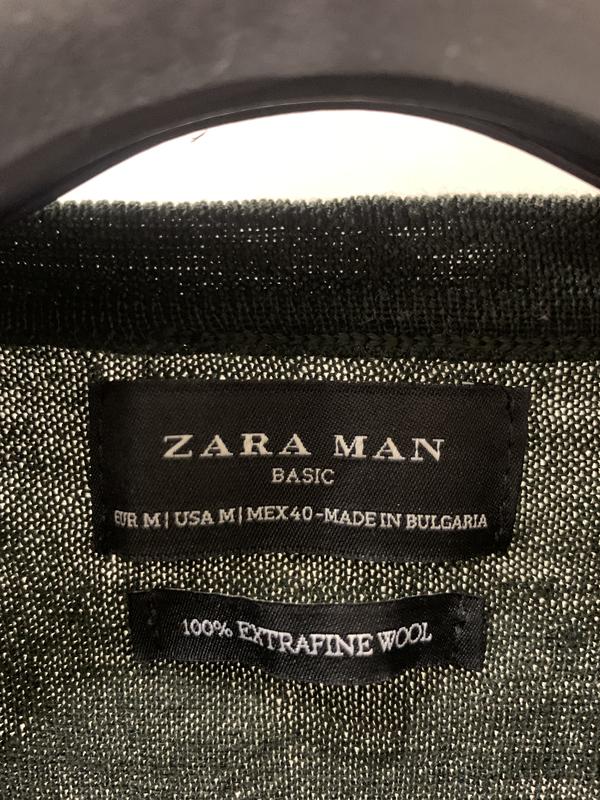 ZARA MAN
BASIC
EUR M | USA M | MEX 40 - MADE IN BULGARIA
100% EXTRAFINE WOOL